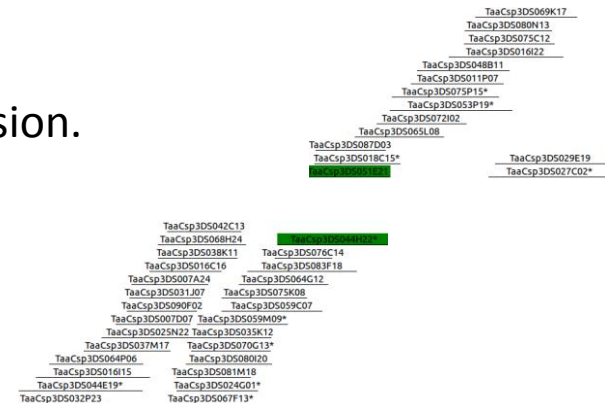 TaaCsp3DS069K17
TaaCsp3DS080N13
TaaCsp3DS075C12
TaaCsp3DS016I22
TaaCsp3DS048B11
TaaCsp3DS011P07
TaaCsp3DS075P15*
sion.
TaaCsp3DS053P19*
TaaCsp3DS072I02
TaaCsp3DS065L08
TaaCsp3DS087D03
TaaCsp3DS018C15* TaaCsp3DS029E19
TaaCsp3DS051E21 TaaCsp3DS027C02*
TaaCsp3DS042C13
TaaCsp3DS068H24 TaaCsp3DS044H22*
TaaCsp3DS038K11 TaaCsp3DS076C14
TaaCsp3DS016C16 TaaCsp3DS083F18
TaaCsp3DS007A24 TaaCsp3DS064G12
TaaCsp3DS031J07 TaaCsp3DS075K08
TaaCsp3DS090F02 TaaCsp3DS059C07
TaaCsp3DS007D07 TaaCsp3DS059M09*
TaaCsp3DS025N22 TaaCsp3DS035K12
TaaCsp3DS037M17 TaaCsp3DS070G13*
TaaCsp3DS064P06 TaaCsp3DS080I20
TaaCsp3DS016I15 TaaCsp3DS081M18
TaaCsp3DS044E19* TaaCsp3DS024G01*
TaaCsp3DS032P23 TaaCsp3DS067F13*